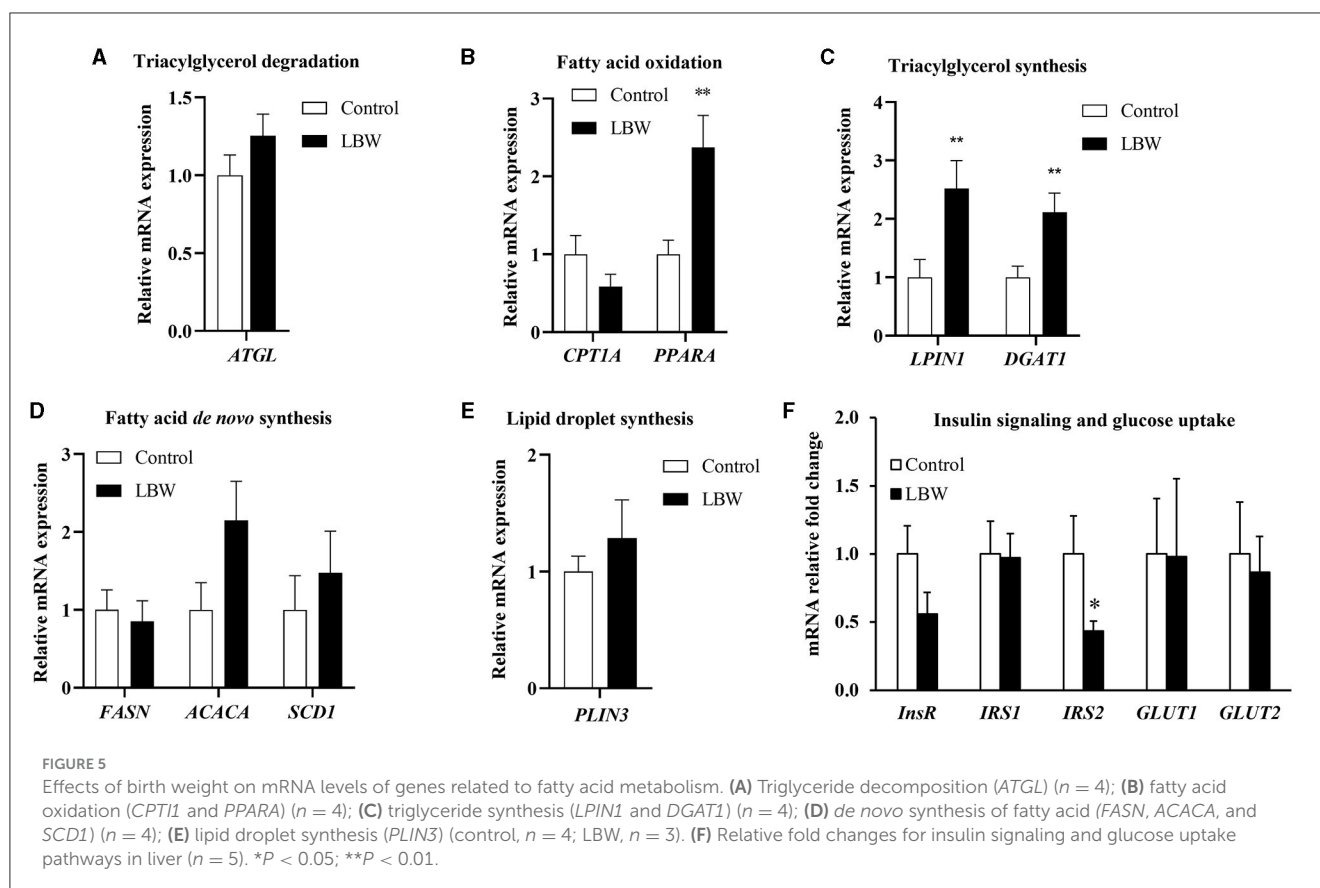 A Triacylglycerol degradation
Relative mRNA expression
1.5
1.0
0.5
0.0
Control
LBW
ATGL
B Fatty acid oxidation
Relative mRNA expression
3
2
1
0
Control
LBW
**
CPT1A PPARA
C Triacylglycerol synthesis
Relative mRNA expression
4
3
2
1
0
Control
LBW
** **
LPIN1 DGAT1
D Fatty acid de novo synthesis
Relative mRNA expression
3
2
1
0
Control
LBW
FASN ACACA SCD1
E Lipid droplet synthesis
Relative mRNA expression
2
1
0
Control
LBW
PLIN3
F Insulin signaling and glucose uptake
mRNA relative fold change
2.0
1.5
1.0
0.5
0.0
Control
LBW
*
InsR IRS1 IRS2 GLUT1 GLUT2
FIGURE 5
Effects of birth weight on mRNA levels of genes related to fatty acid metabolism. (A) Triglyceride decomposition (ATGL) (n = 4); (B) fatty acid
oxidation (CPTI1 and PPARA) (n = 4); (C) triglyceride synthesis (LPIN1 and DGAT1) (n = 4); (D) de novo synthesis of fatty acid (FASN, ACACA, and
SCD1) (n = 4); (E) lipid droplet synthesis (PLIN3) (control, n = 4; LBW, n = 3). (F) Relative fold changes for insulin signaling and glucose uptake
pathways in liver (n = 5). *P < 0.05; **P < 0.01.